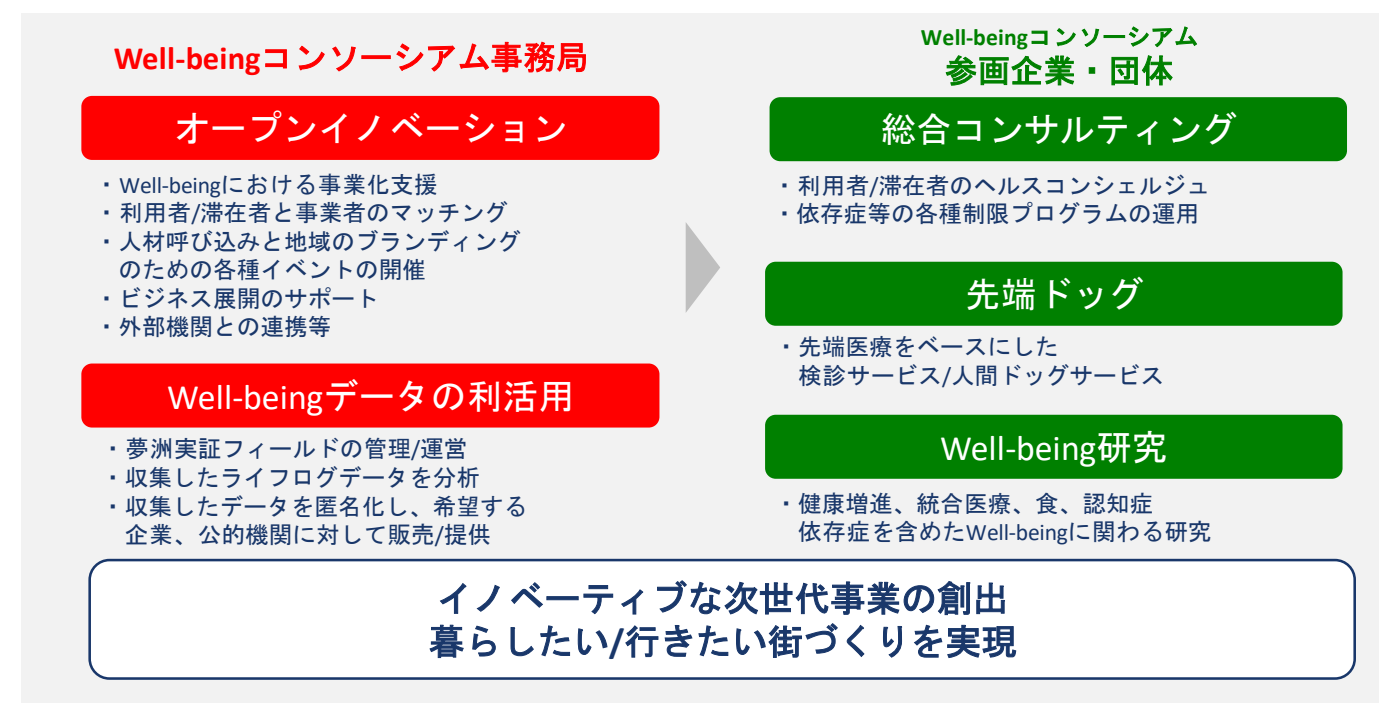 Well-beingコンソーシアム事務局
オープンイノベーション
・Well-beingにおける事業化支援
・利用者/滞在者と事業者のマッチング
・人材呼び込みと地域のブランディング
のための各種イベントの開催
・ビジネス展開のサポート
・外部機関との連携等
Well-beingデータの利活用
・夢洲実証フィールドの管理/運営
・収集したライフログデータを分析
・収集したデータを匿名化し、希望する
企業、公的機関に対して販売/提供
Well-beingコンソーシアム
参画企業・団体
総合コンサルティング
・利用者/滞在者のヘルスコンシェルジュ
・依存症等の各種制限プログラムの運用
先端ドッグ
・先端医療をベースにした
検診サービス/人間ドッグサービス
Well-being研究
・健康増進、統合医療、食、認知症
依存症を含めたWell-beingに関わる研究
イノベーティブな次世代事業の創出
暮らしたい/行きたい街づくりを実現